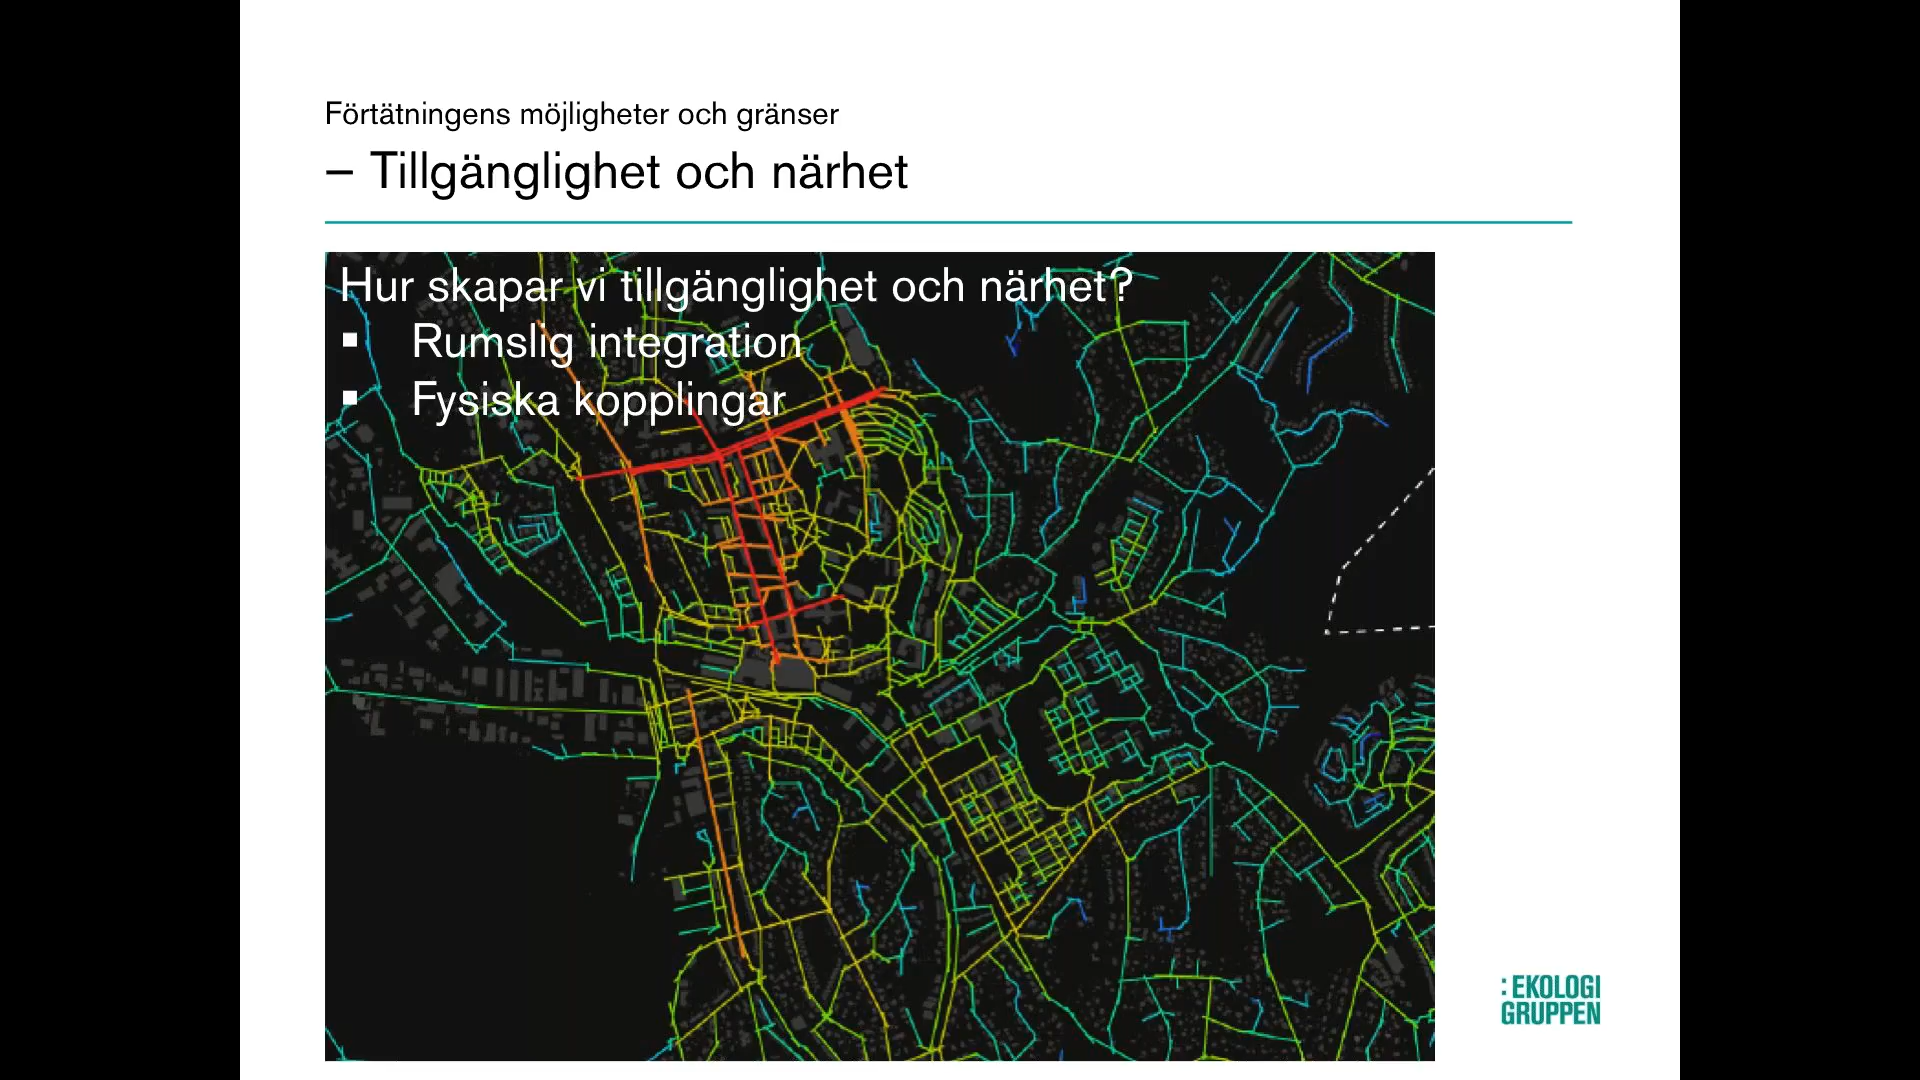 Förtätningens möjligheter och gränser
– Tillgänglighet och närhet
Hur skapar vi tillgänglighet och närhet?
▪ Rumslig integration
▪ Fysiska kopplingar
:EKOLOGI
GRUPPEN